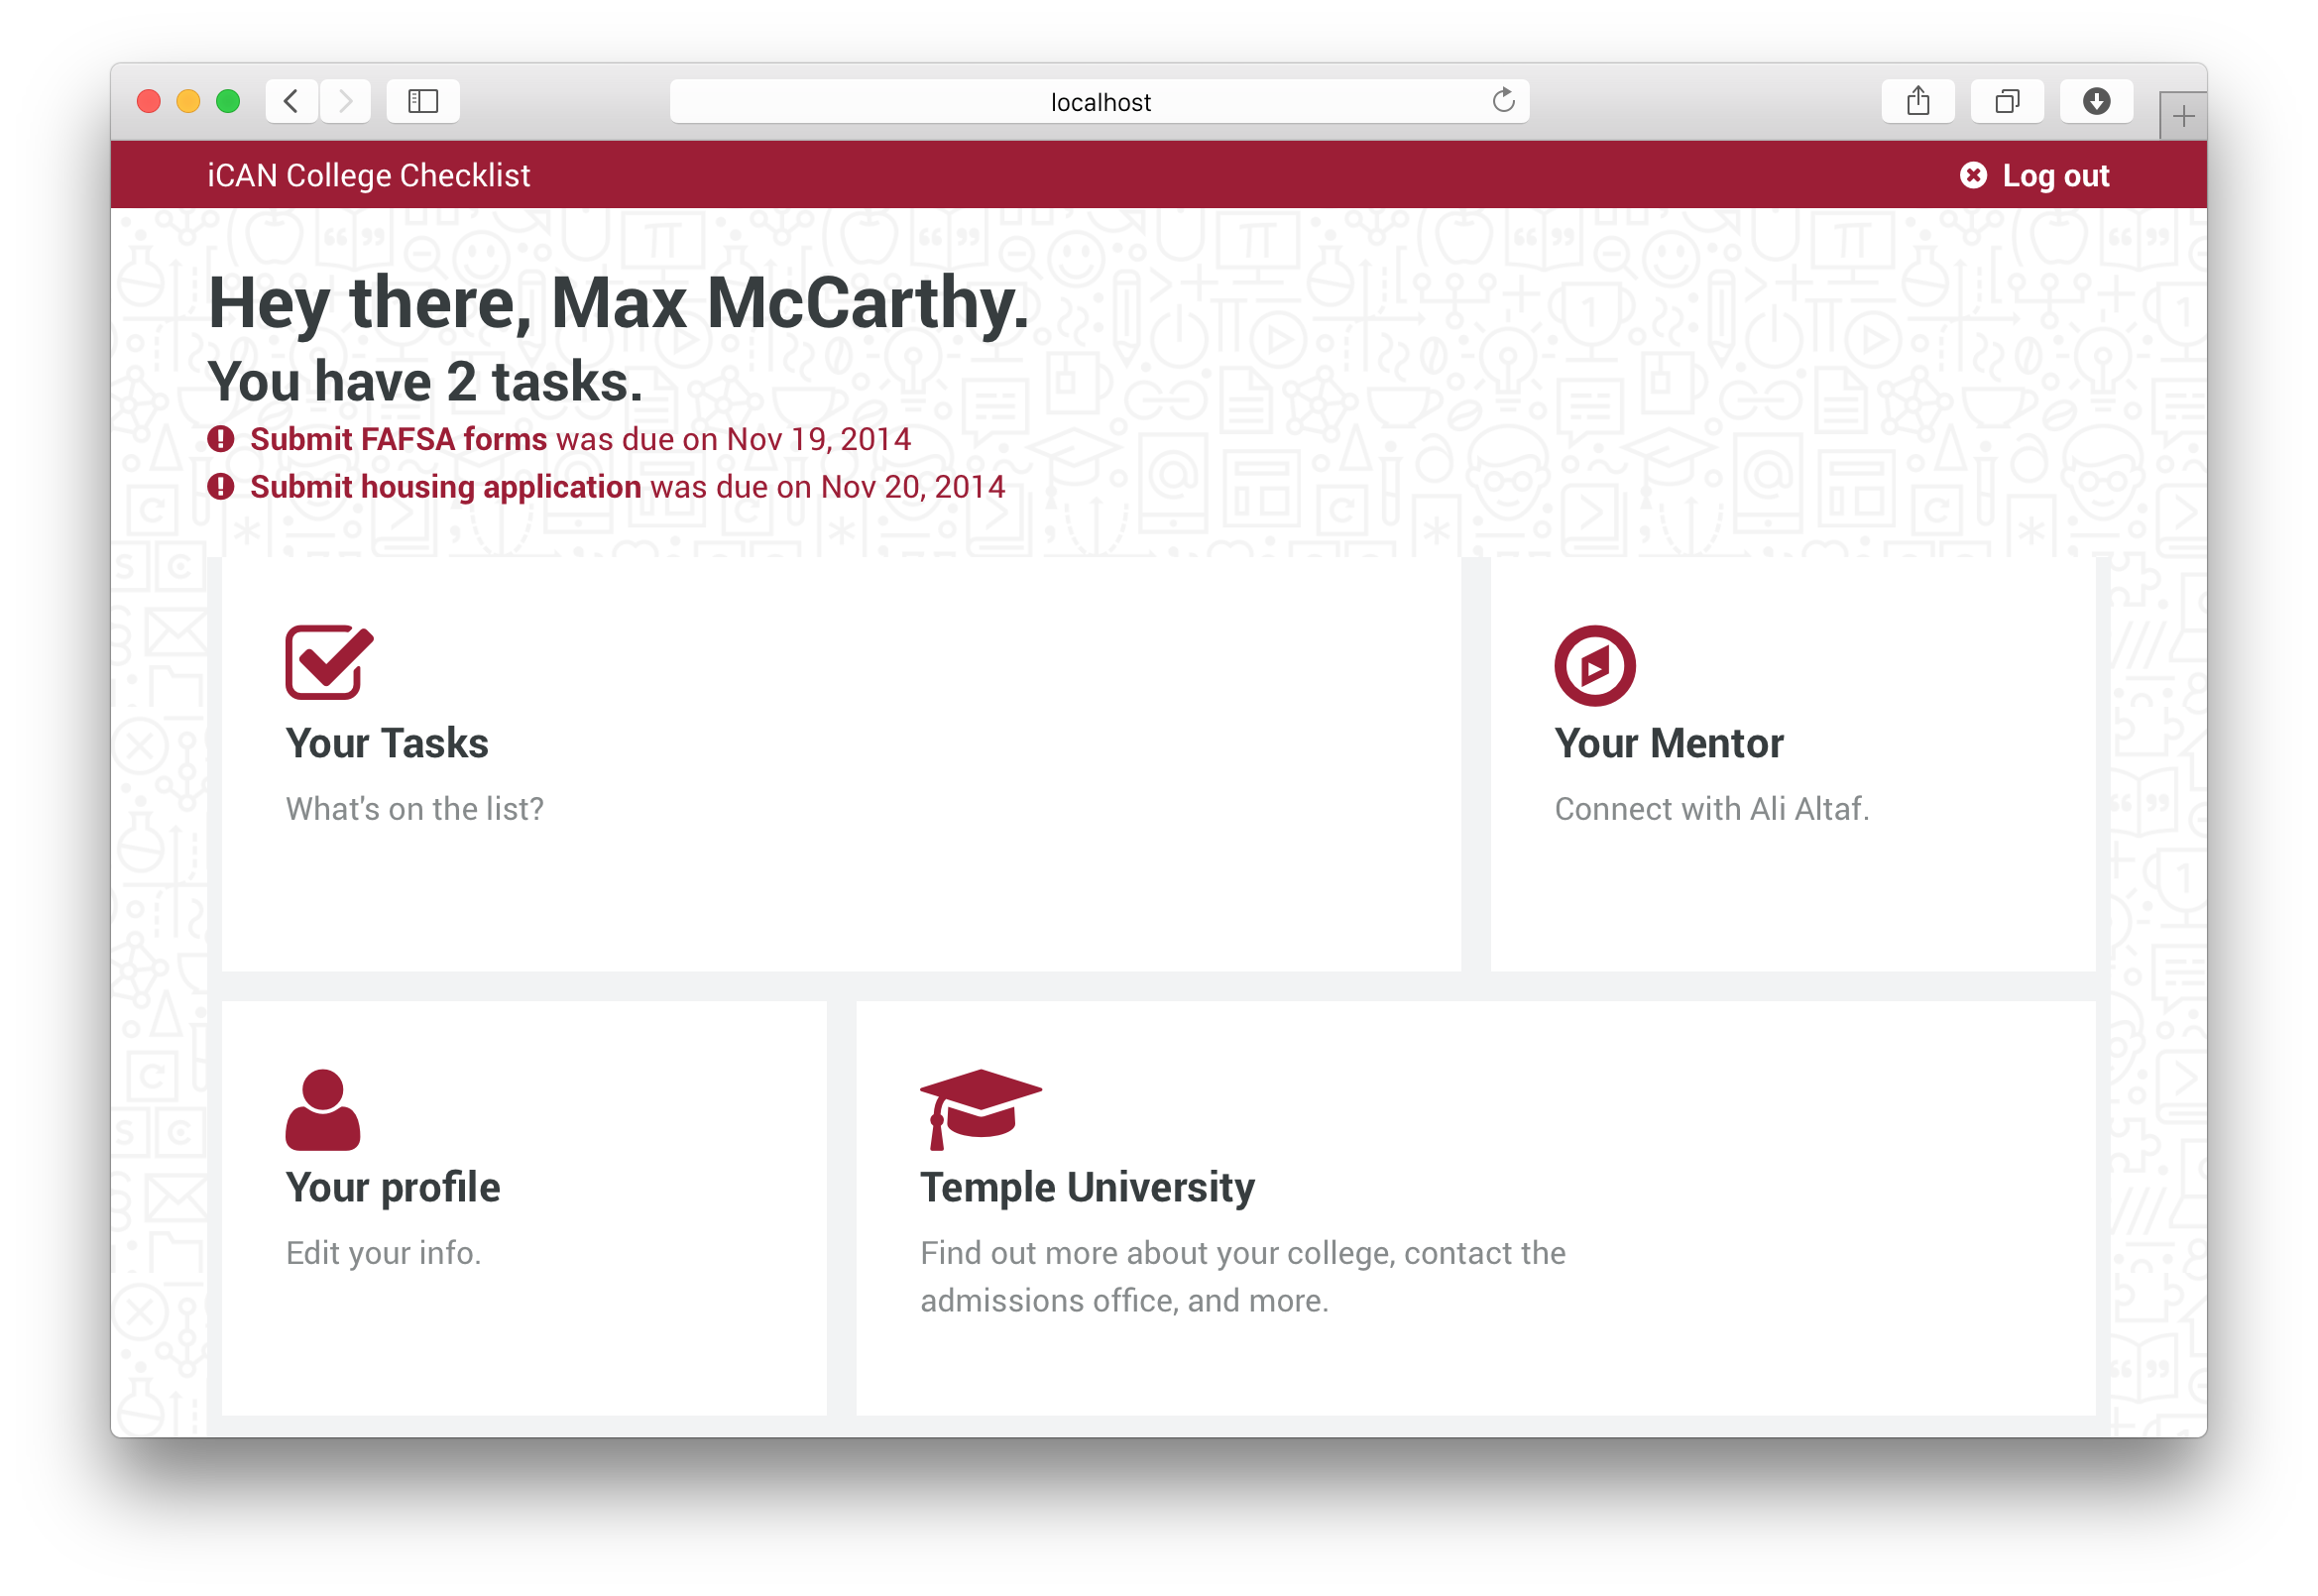 localhost
iCAN College Checklist
Log out
Hey there, Max McCarthy.
You have 2 tasks.
Submit FAFSA forms was due on Nov 19, 2014
Submit housing application was due on Nov 20, 2014
Your Tasks
What's on the list?
Your Mentor
Connect with Ali Altaf.
Your profile
Edit your info.
Temple University
Find out more about your college, contact the
admissions office, and more.